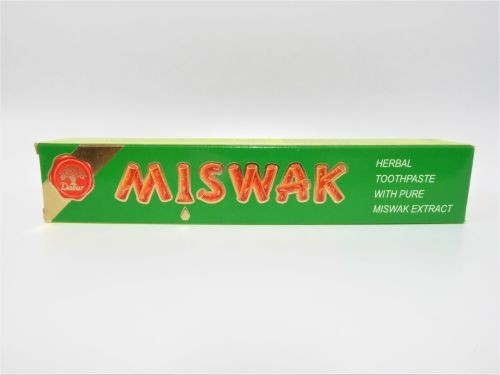 Dabur
MISWAK
HERBAL
TOOTHPASTE
WITH PURE
MISWAK EXTRACT